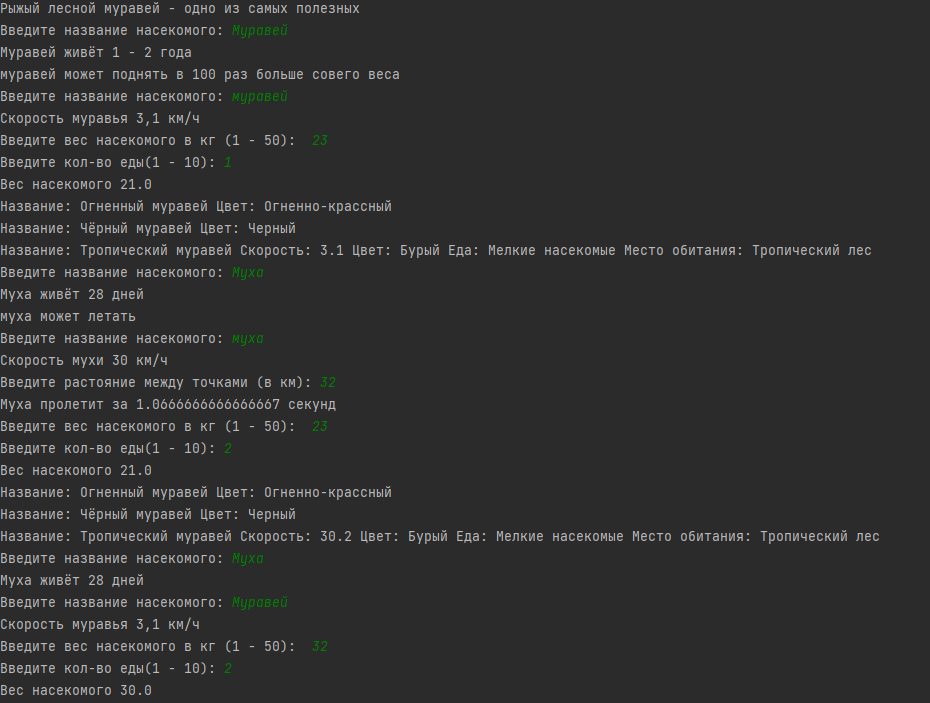 Рыжый лесной муравей - одно из самых полезных
Введите название насекомого: Муравей
Муравей живёт 1 - 2 года
муравей может поднять в 100 раз больше совего веса
Введите название насекомого: муравей
Скорость муравья 3,1 км/ч
Введите вес насекомого в кг (1 - 50):  23
Введите кол-во еды(1 - 10): 1
Вес насекомого 21.0
Название: Огненный муравей Цвет: Огненно-крассный
Название: Чёрный муравей Цвет: Черный
Название: Тропический муравей Скорость: 3.1 Цвет: Бурый Еда: Мелкие насекомые Место обитания: Тропический лес
Введите название насекомого: Муха
Муха живёт 28 дней
муха может летать
Введите название насекомого: муха
Скорость мухи 30 км/ч
Введите растояние между точками (в км): 32
Муха пролетит за 1.0666666666666667 секунд
Введите вес насекомого в кг (1 - 50):  23
Введите кол-во еды(1 - 10): 2
Вес насекомого 21.0
Название: Огненный муравей Цвет: Огненно-крассный
Название: Чёрный муравей Цвет: Черный
Название: Тропический муравей Скорость: 30.2 Цвет: Бурый Еда: Мелкие насекомые Место обитания: Тропический лес
Введите название насекомого: Муха
Муха живёт 28 дней
Введите название насекомого: Муравей
Скорость муравья 3,1 км/ч
Введите вес насекомого в кг (1 - 50):  32
Введите кол-во еды(1 - 10): 2
Вес насекомого 30.0